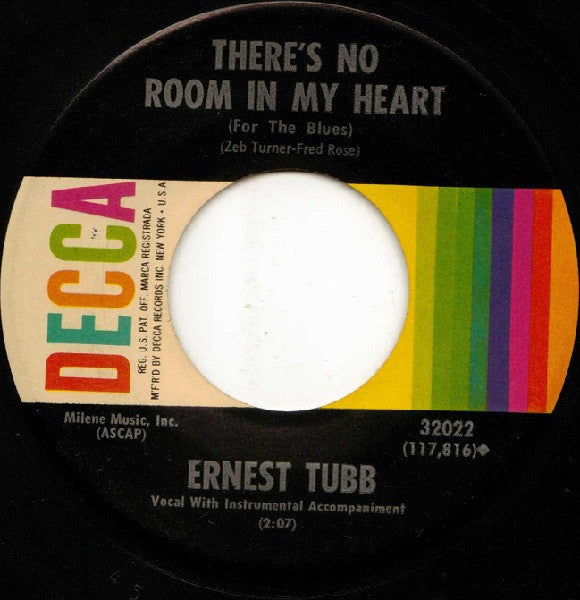 THERE'S NO
ROOM IN MY HEART
(For The Blues)
(Zeb Turner-Fred Rose)
DECCA
REG. U.S. PAT. OFF. MARCA REGISTRADA
M'F'R'D BY DECCA RECORDS INC. NEW YORK • U.S.A.
Milene Music, Inc.
(ASCAP)
32022
(117,816)◆
ERNEST TUBB
Vocal With Instrumental Accompaniment
(2:07)